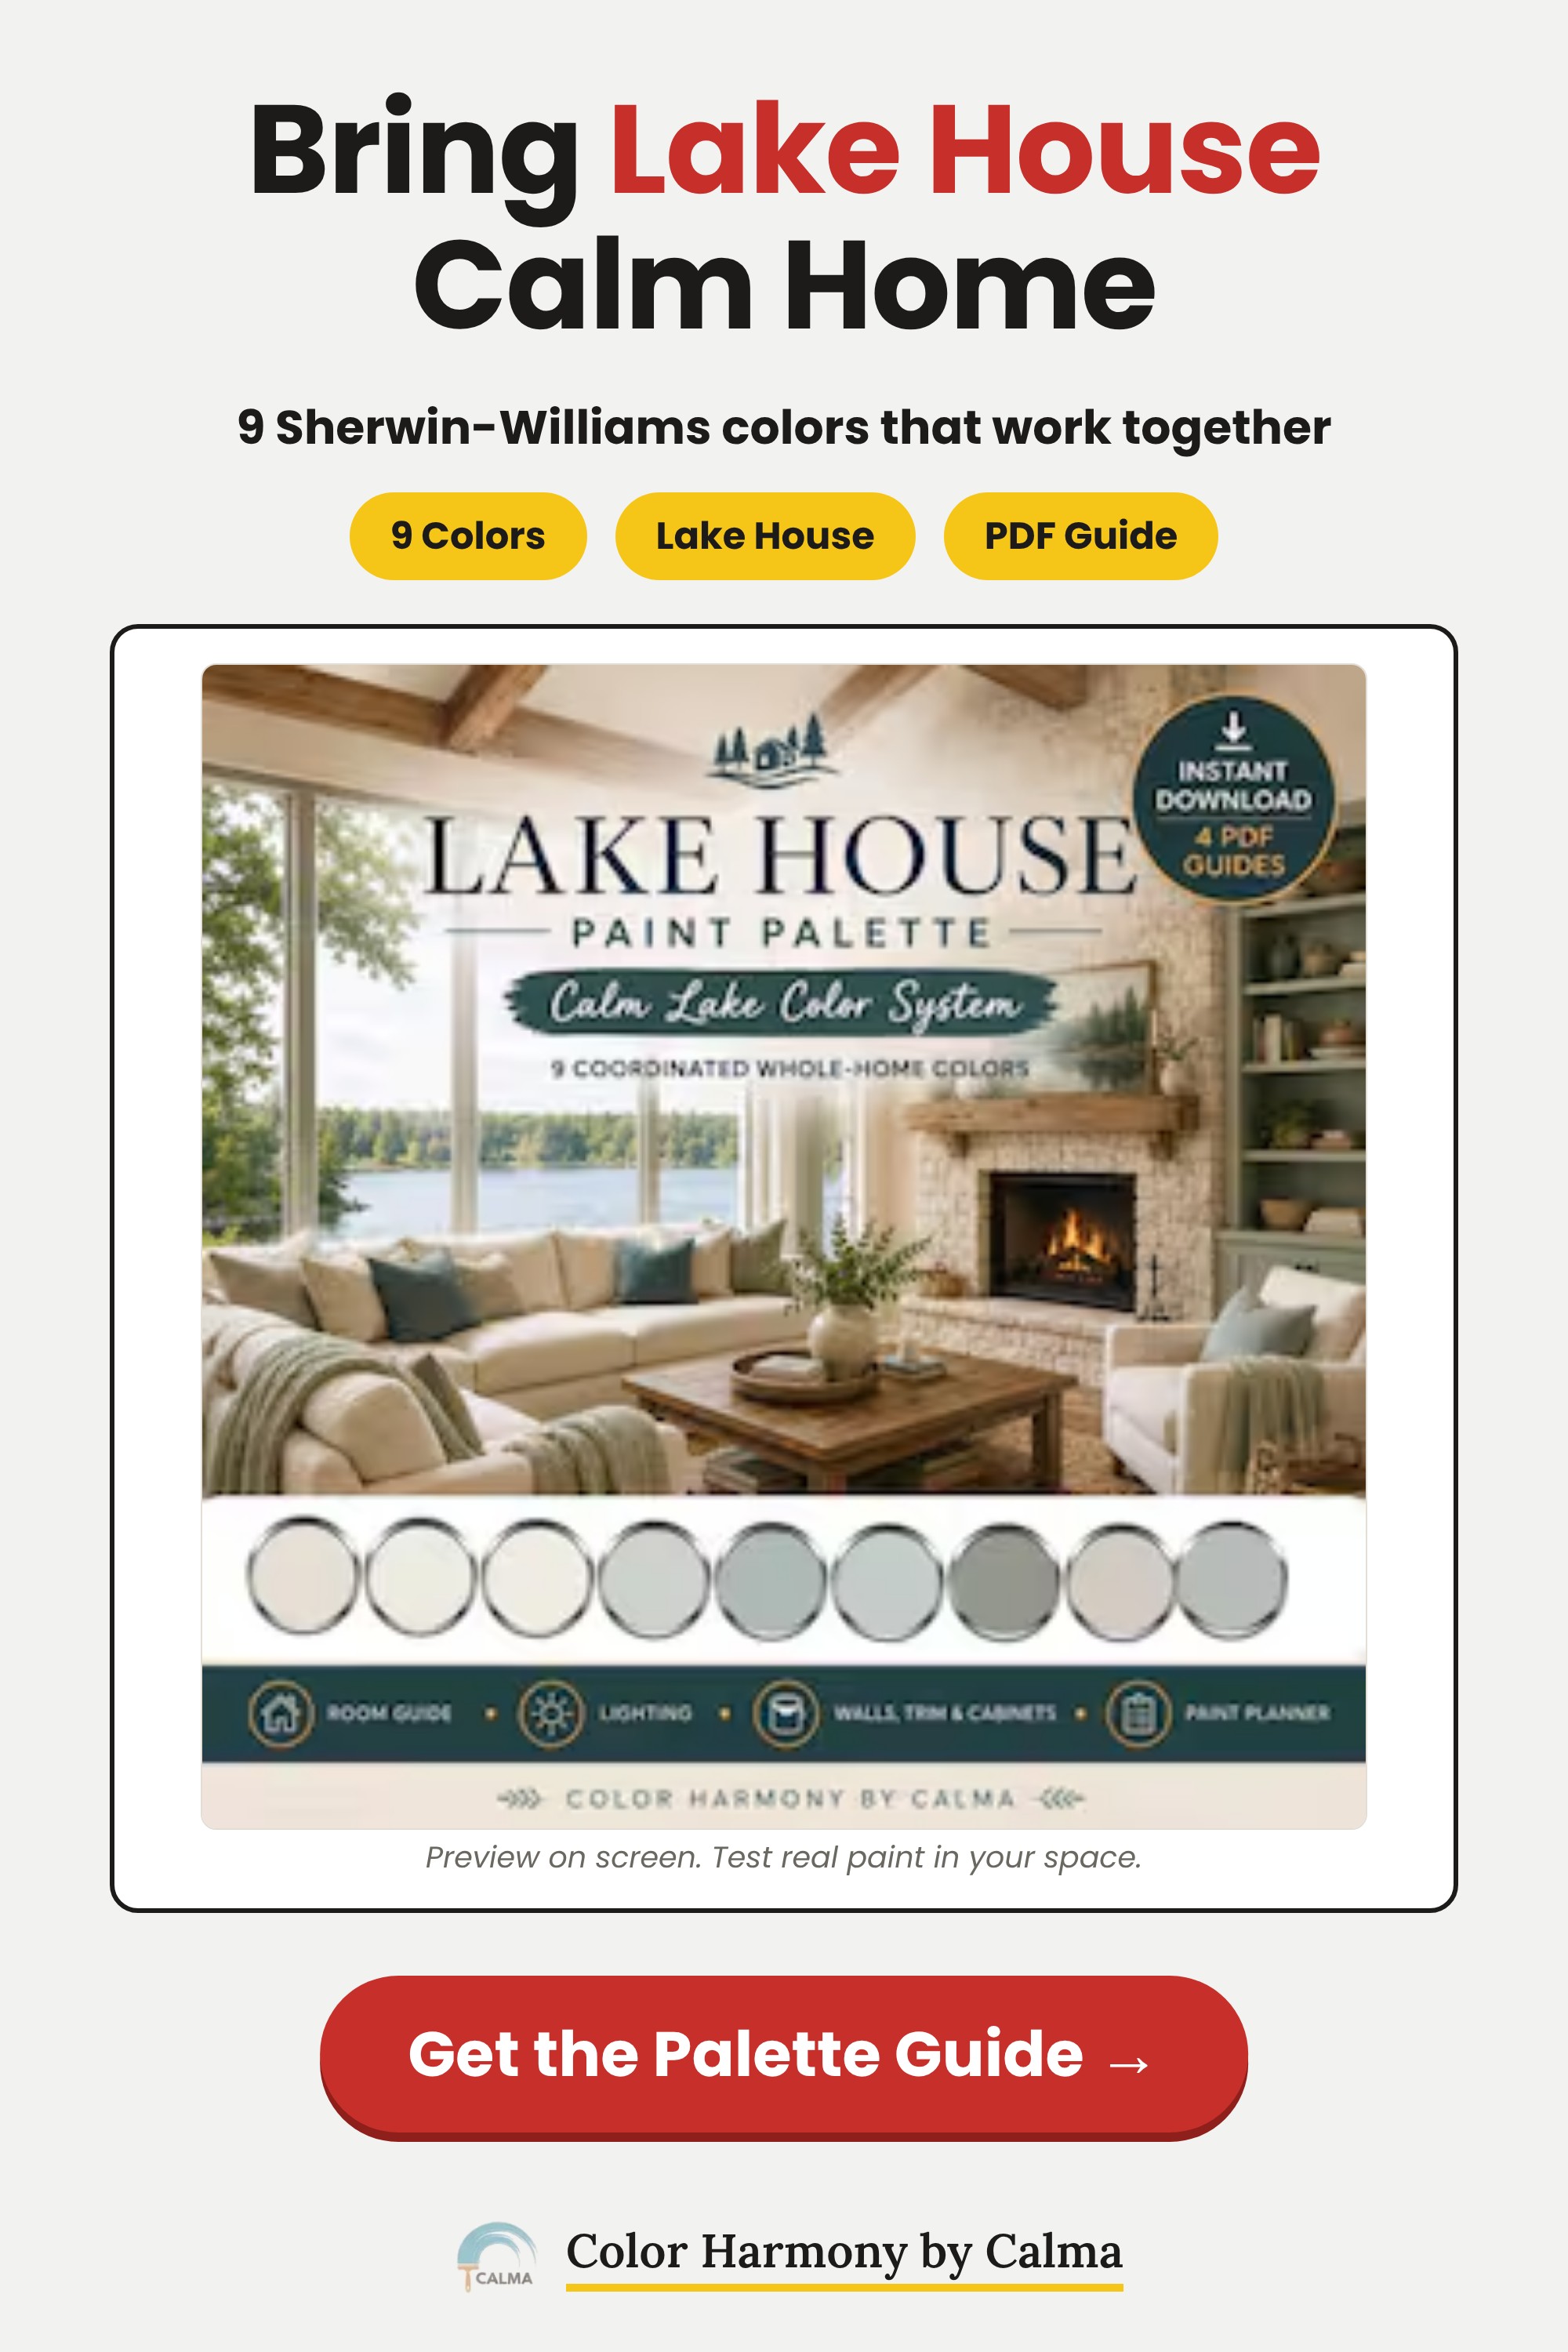 Bring Lake House
Calm Home
9 Sherwin-Williams colors that work together
9 Colors
Lake House
PDF Guide
INSTANT
DOWNLOAD
4 PDF
GUIDES
LAKE HOUSE
PAINT PALETTE
Calm Lake Color System
9 COORDINATED WHOLE-HOME COLORS
ROOM GUIDE • LIGHTING • WALLS, TRIM & CABINETS • PAINT PLANNER
COLOR HARMONY BY CALMA
Preview on screen. Test real paint in your space.
Get the Palette Guide →
CALMA
Color Harmony by Calma